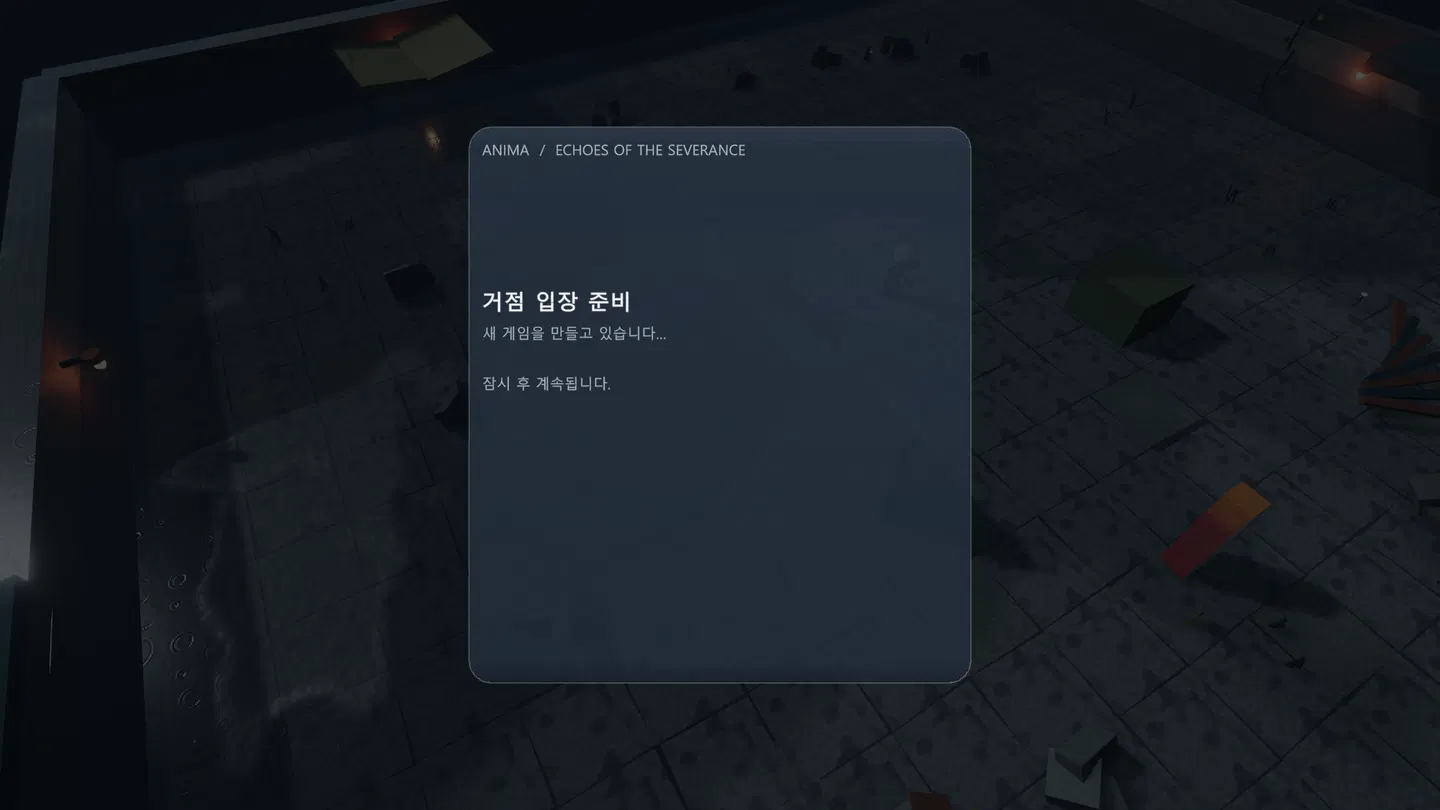 ANIMA / ECHOES OF THE SEVERANCE
거점 입장 준비
새 게임을 만들고 있습니다...
잠시 후 계속됩니다.